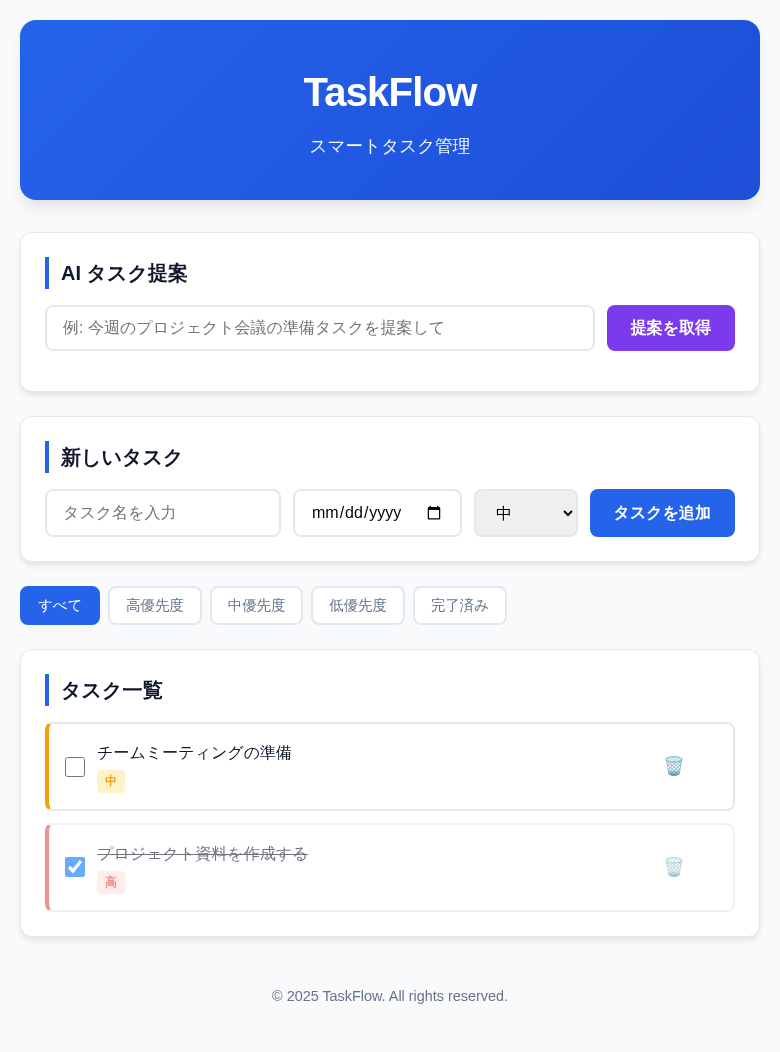 TaskFlow
スマートタスク管理
AI タスク提案
例: 今週のプロジェクト会議の準備タスクを提案して
提案を取得
新しいタスク
タスク名を入力
mm/dd/yyyy
中
タスクを追加
すべて
高優先度
中優先度
低優先度
完了済み
タスク一覧
チームミーティングの準備
中
プロジェクト資料を作成する
高
© 2025 TaskFlow. All rights reserved.